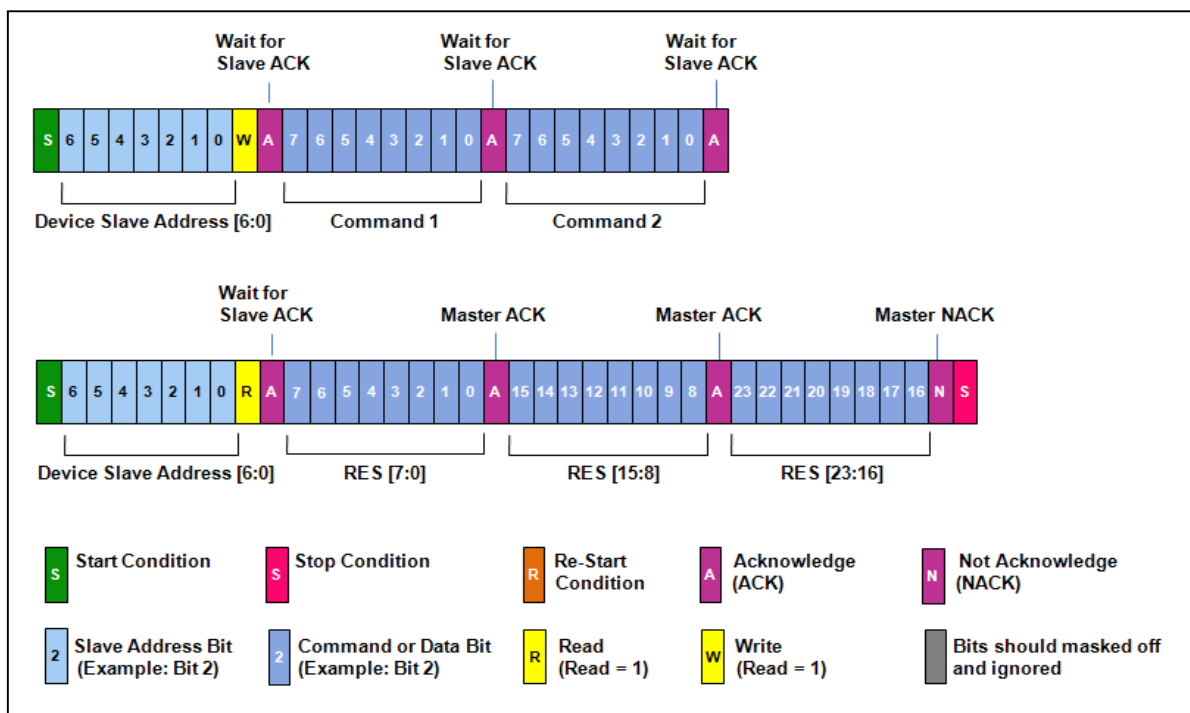 Wait for Wait for Wait for
Slave ACK Slave ACK Slave ACK
S 6 5 4 3 2 1 0 W A 7 6 5 4 3 2 1 0 A 7 6 5 4 3 2 1 0 A
Device Slave Address [6:0] Command 1 Command 2
Wait for
Slave ACK Master ACK Master ACK Master NACK
S 6 5 4 3 2 1 0 R A 7 6 5 4 3 2 1 0 A 15 14 13 12 11 10 9 8 A 23 22 21 20 19 18 17 16 N S
Device Slave Address [6:0] RES [7:0] RES [15:8] RES [23:16]
S Start Condition
S Stop Condition
R Re-Start
Condition
A Acknowledge
(ACK)
N Not Acknowledge
(NACK)
2 Slave Address Bit
(Example: Bit 2)
2 Command or Data Bit
(Example: Bit 2)
R Read
(Read = 1)
W Write
(Read = 1)
Bits should masked off
and ignored